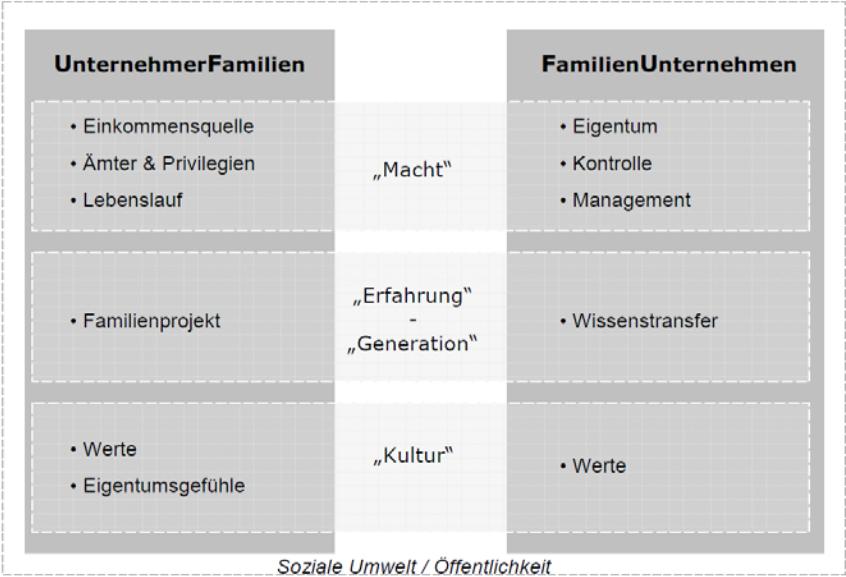 UnternehmerFamilien
FamilienUnternehmen
• Einkommensquelle
• Ämter & Privilegien
• Lebenslauf
„Macht“
• Eigentum
• Kontrolle
• Management
• Familienprojekt
„Erfahrung“
-
„Generation“
• Wissenstransfer
• Werte
• Eigentumsgefühle
„Kultur“
• Werte
Soziale Umwelt / Öffentlichkeit